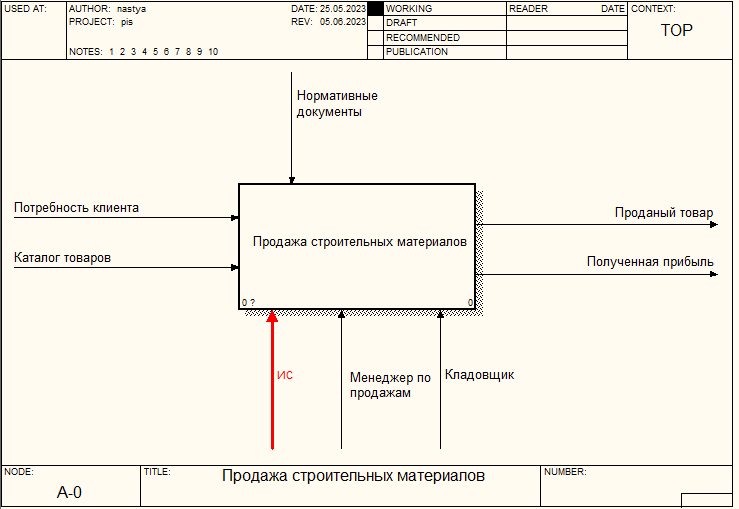 USED AT:
AUTHOR: nastya
DATE: 25.05.2023
WORKING
READER
DATE
CONTEXT:
PROJECT: pis
REV: 05.06.2023
DRAFT
TOP
RECOMMENDED
NOTES: 1 2 3 4 5 6 7 8 9 10
PUBLICATION
Нормативные
документы
Потребность клиента
Проданый товар
Продажа строительных материалов
Каталог товаров
Полученная прибыль
0 ?
0
ИС
Менеджер по
продажам
Кладовщик
NODE:
TITLE:
NUMBER:
A-0
Продажа строительных материалов